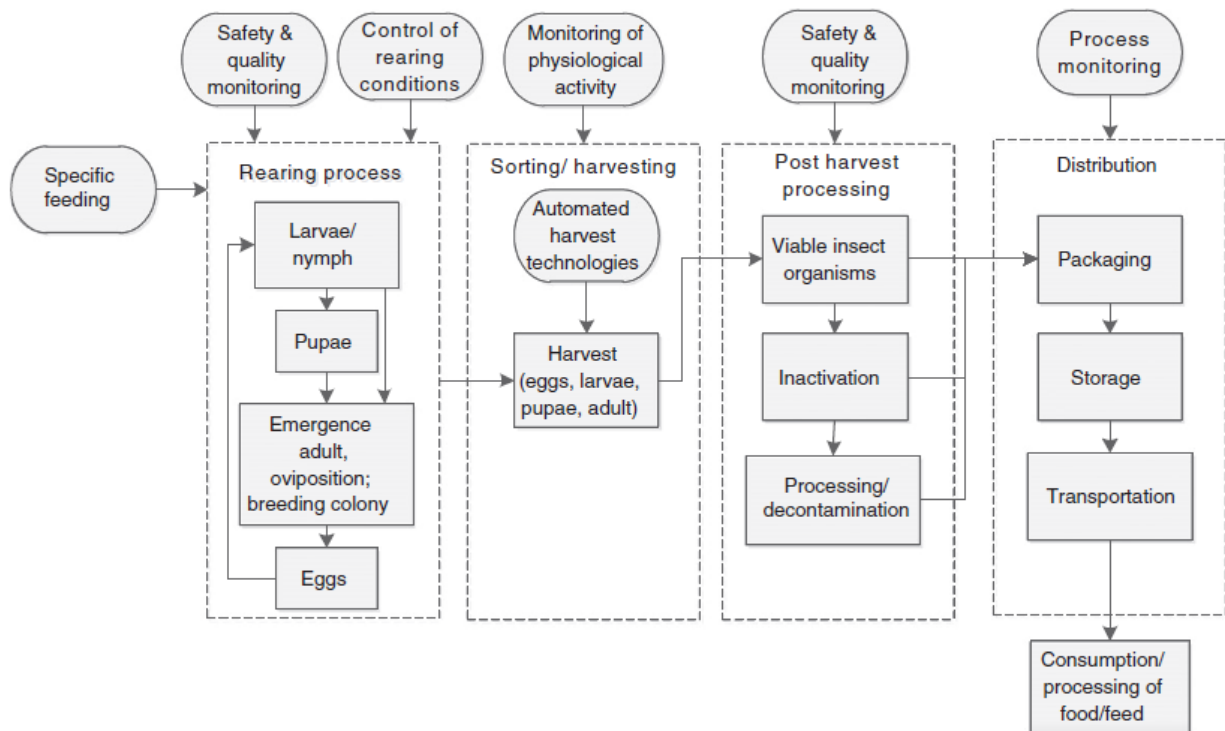 Safety &
quality
monitoring
Control of
rearing
conditions
Monitoring of
physiological
activity
Safety &
quality
monitoring
Process
monitoring
Specific
feeding
Rearing process
Larvae/
nymph
Pupae
Emergence
adult,
oviposition;
breeding colony
Eggs
Sorting/ harvesting
Automated
harvest
technologies
Harvest
(eggs, larvae,
pupae, adult)
Post harvest
processing
Viable insect
organisms
Inactivation
Processing/
decontamination
Distribution
Packaging
Storage
Transportation
Consumption/
processing of
food/feed